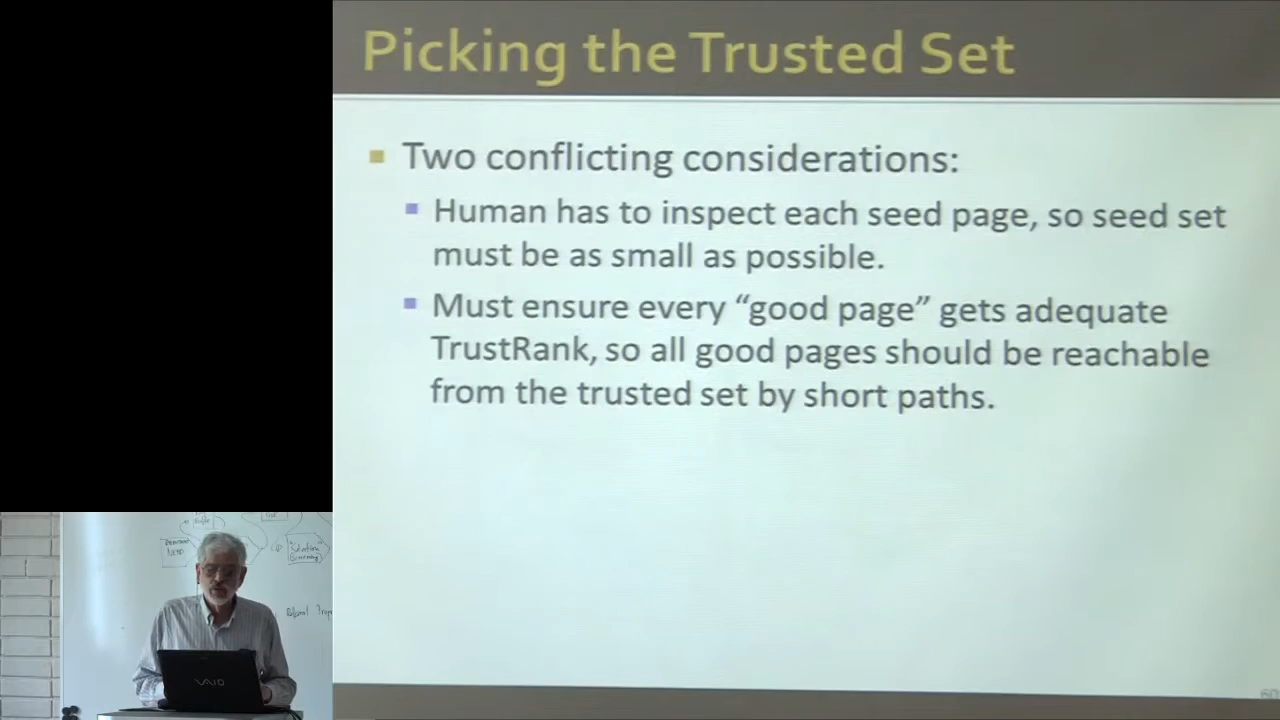 Picking the Trusted Set
Two conflicting considerations:
Human has to inspect each seed page, so seed set
must be as small as possible.
Must ensure every “good page” gets adequate
TrustRank, so all good pages should be reachable
from the trusted set by short paths.
60
Solution
VAIO